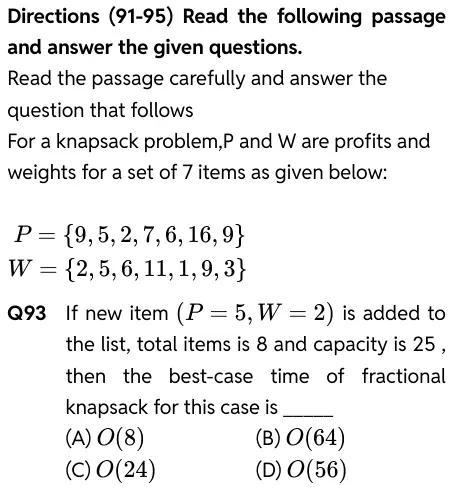 Directions (91-95) Read the following passage
and answer the given questions.
Read the passage carefully and answer the
question that follows
For a knapsack problem,P and W are profits and
weights for a set of 7 items as given below:
P = {9, 5, 2, 7, 6, 16, 9}
W = {2, 5, 6, 11, 1, 9, 3}
Q93 If new item (P = 5, W = 2) is added to
the list, total items is 8 and capacity is 25 ,
then the best-case time of fractional
knapsack for this case is _____
(A) O(8) (B) O(64)
(C) O(24) (D) O(56)